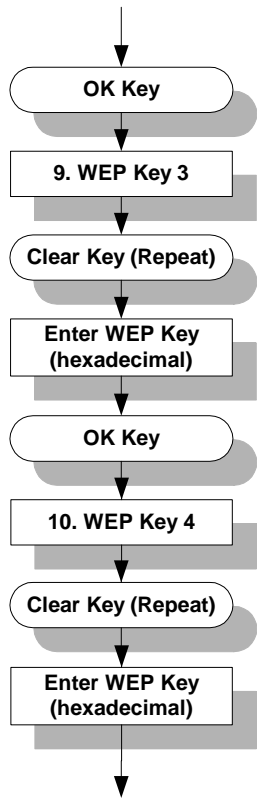 OK Key
9. WEP Key 3
Clear Key (Repeat)
Enter WEP Key
(hexadecimal)
OK Key
10. WEP Key 4
Clear Key (Repeat)
Enter WEP Key
(hexadecimal)